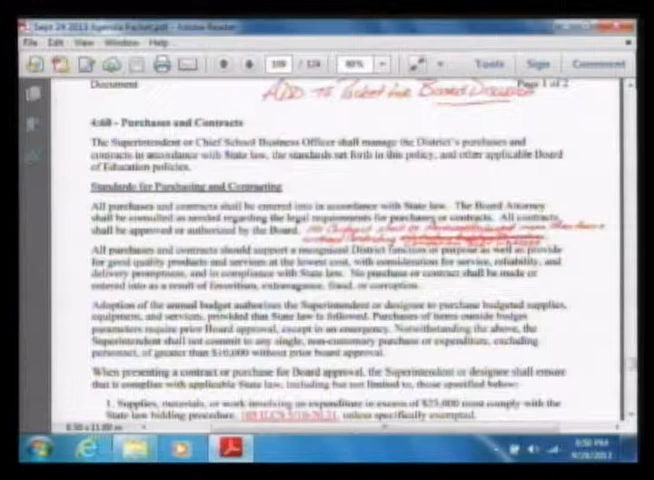 Sept 24 2013 Agenda Packet.pdf - Adobe Reader
File Edit View Window Help
109 / 124 80% Tools Sign Comment
Document Page 1 of 2
ADD to Packet for Board Discussion
4:60 - Purchases and Contracts
The Superintendent or Chief School Business Officer shall manage the District's purchases and
contracts in accordance with State law, the standards set forth in this policy, and other applicable Board
of Education policies.
Standards for Purchasing and Contracting
All purchases and contracts shall be entered into in accordance with State law. The Board Attorney
shall be consulted as needed regarding the legal requirements for purchases or contracts. All contracts
shall be approved or authorized by the Board. No Contract shall be
All purchases and contracts should support a recognized District function or purpose as well as provide
for good quality products and services at the lowest cost, with consideration for service, reliability, and
delivery promptness, and in compliance with State law. No purchase or contract shall be made or
entered into as a result of favoritism, extravagance, fraud, or corruption.
Adoption of the annual budget authorizes the Superintendent or designee to purchase budgeted supplies,
equipment, and services, provided that State law is followed. Purchases of items outside budget
parameters require prior Board approval, except in an emergency. Notwithstanding the above, the
Superintendent shall not commit to any single, non-customary purchase or expenditure, excluding
personnel, of greater than $10,000 without prior board approval.
When presenting a contract or purchase for Board approval, the Superintendent or designee shall ensure
that it complies with applicable State law, including but not limited to, those specified below:
1. Supplies, materials, or work involving an expenditure in excess of $25,000 must comply with the
State law bidding procedure, 105 ILCS 5/10-20.21, unless specifically exempted.
8.50 x 11.00 in